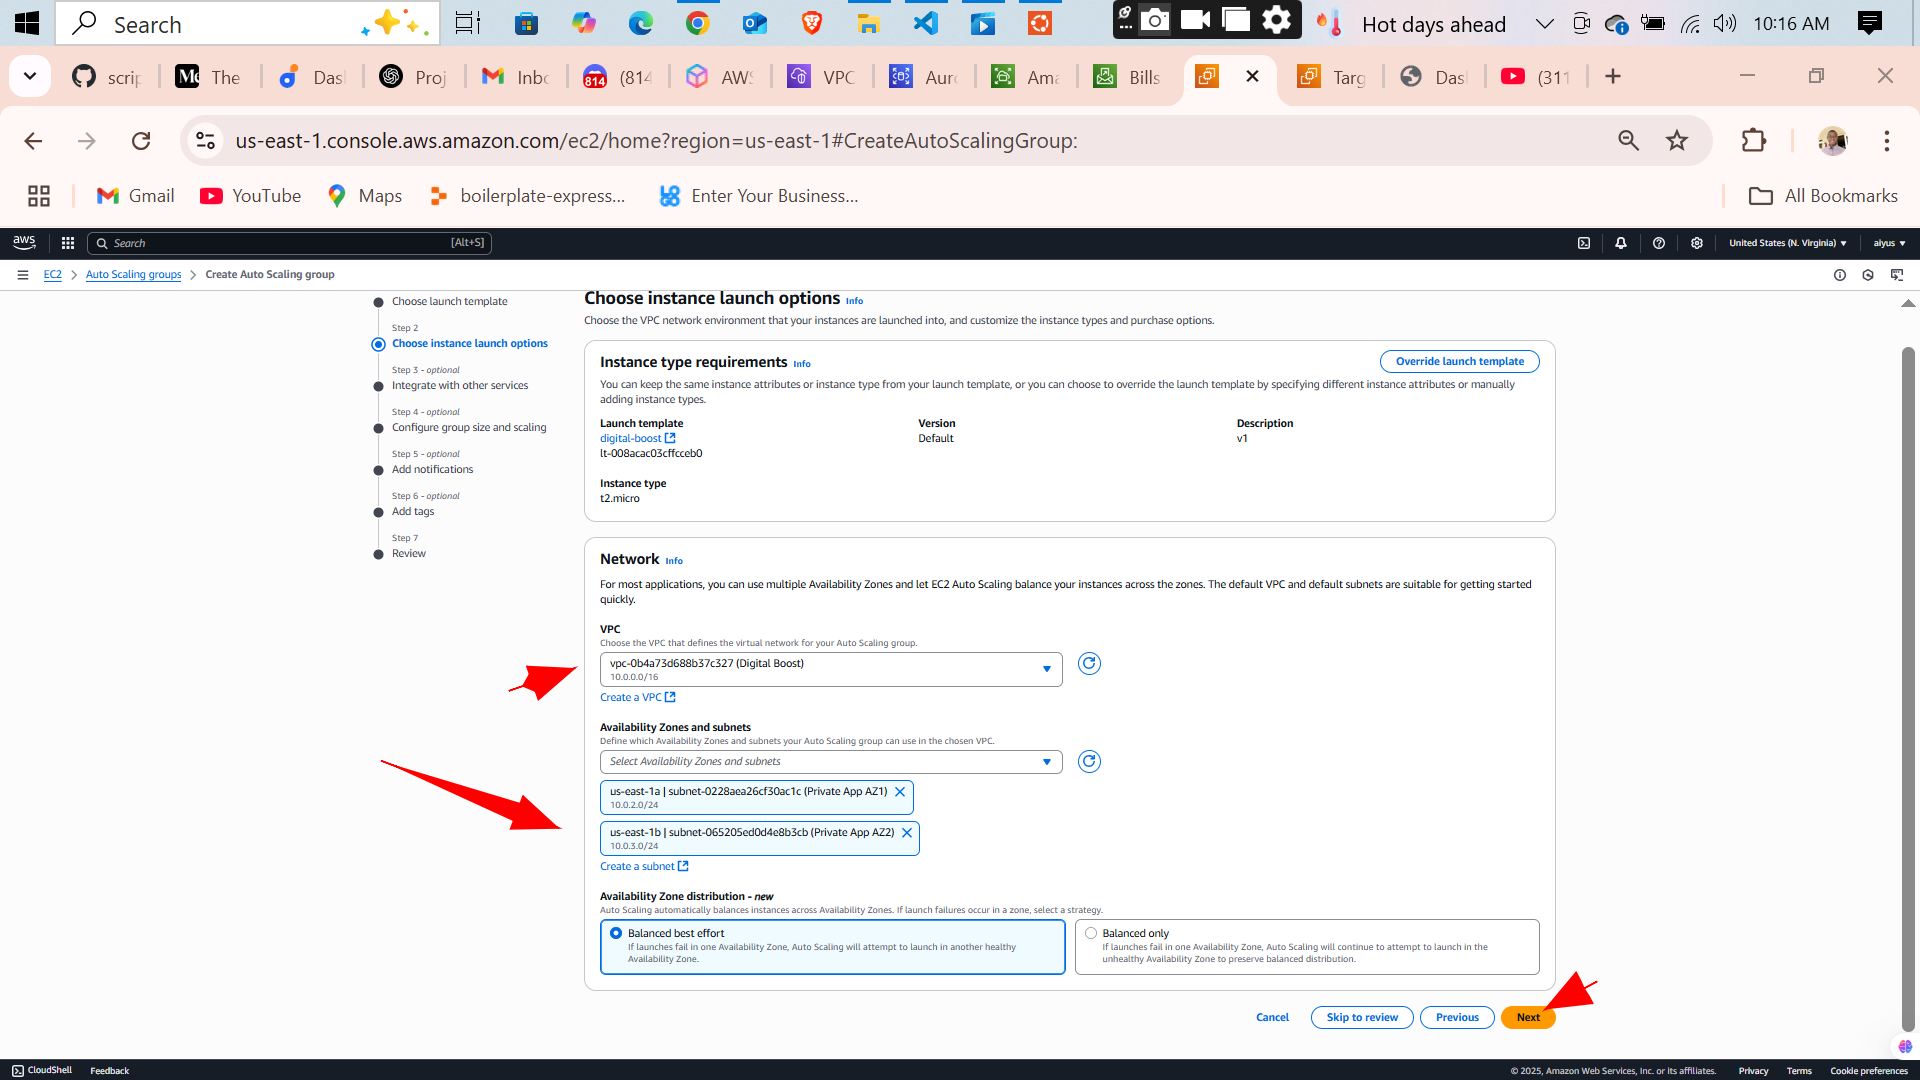 Search
Hot days ahead
10:16 AM
scrip
The
Das
Proj
Inbo
(814
AWS
VPC
Auro
Ama
Bills
Targ
Das
(311
us-east-1.console.aws.amazon.com/ec2/home?region=us-east-1#CreateAutoScalingGroup:
Gmail
YouTube
Maps
boilerplate-express...
Enter Your Business...
All Bookmarks
aws
Search
[Alt+S]
United States (N. Virginia)
aiyus
EC2
Auto Scaling groups
Create Auto Scaling group
Choose launch template
Step 2
Choose instance launch options
Step 3 - optional
Integrate with other services
Step 4 - optional
Configure group size and scaling
Step 5 - optional
Add notifications
Step 6 - optional
Add tags
Step 7
Review
Choose instance launch options Info
Choose the VPC network environment that your instances are launched into, and customize the instance types and purchase options.
Instance type requirements Info
Override launch template
You can keep the same instance attributes or instance type from your launch template, or you can choose to override the launch template by specifying different instance attributes or manually
adding instance types.
Launch template
digital-boost
lt-008acac03cffcceb0
Version
Default
Description
v1
Instance type
t2.micro
Network Info
For most applications, you can use multiple Availability Zones and let EC2 Auto Scaling balance your instances across the zones. The default VPC and default subnets are suitable for getting started
quickly.
VPC
Choose the VPC that defines the virtual network for your Auto Scaling group.
vpc-0b4a73d688b37c327 (Digital Boost)
10.0.0.0/16
Create a VPC
Availability Zones and subnets
Define which Availability Zones and subnets your Auto Scaling group can use in the chosen VPC.
Select Availability Zones and subnets
us-east-1a | subnet-0228aea26cf30ac1c (Private App AZ1)
10.0.2.0/24
us-east-1b | subnet-065205ed0d4e8b3cb (Private App AZ2)
10.0.3.0/24
Create a subnet
Availability Zone distribution - new
Auto Scaling automatically balances instances across Availability Zones. If launch failures occur in a zone, select a strategy.
Balanced best effort
If launches fail in one Availability Zone, Auto Scaling will attempt to launch in another healthy
Availability Zone.
Balanced only
If launches fail in one Availability Zone, Auto Scaling will continue to attempt to launch in the
unhealthy Availability Zone to preserve balanced distribution.
Cancel
Skip to review
Previous
Next
CloudShell
Feedback
© 2025, Amazon Web Services, Inc. or its affiliates.
Privacy
Terms
Cookie preferences